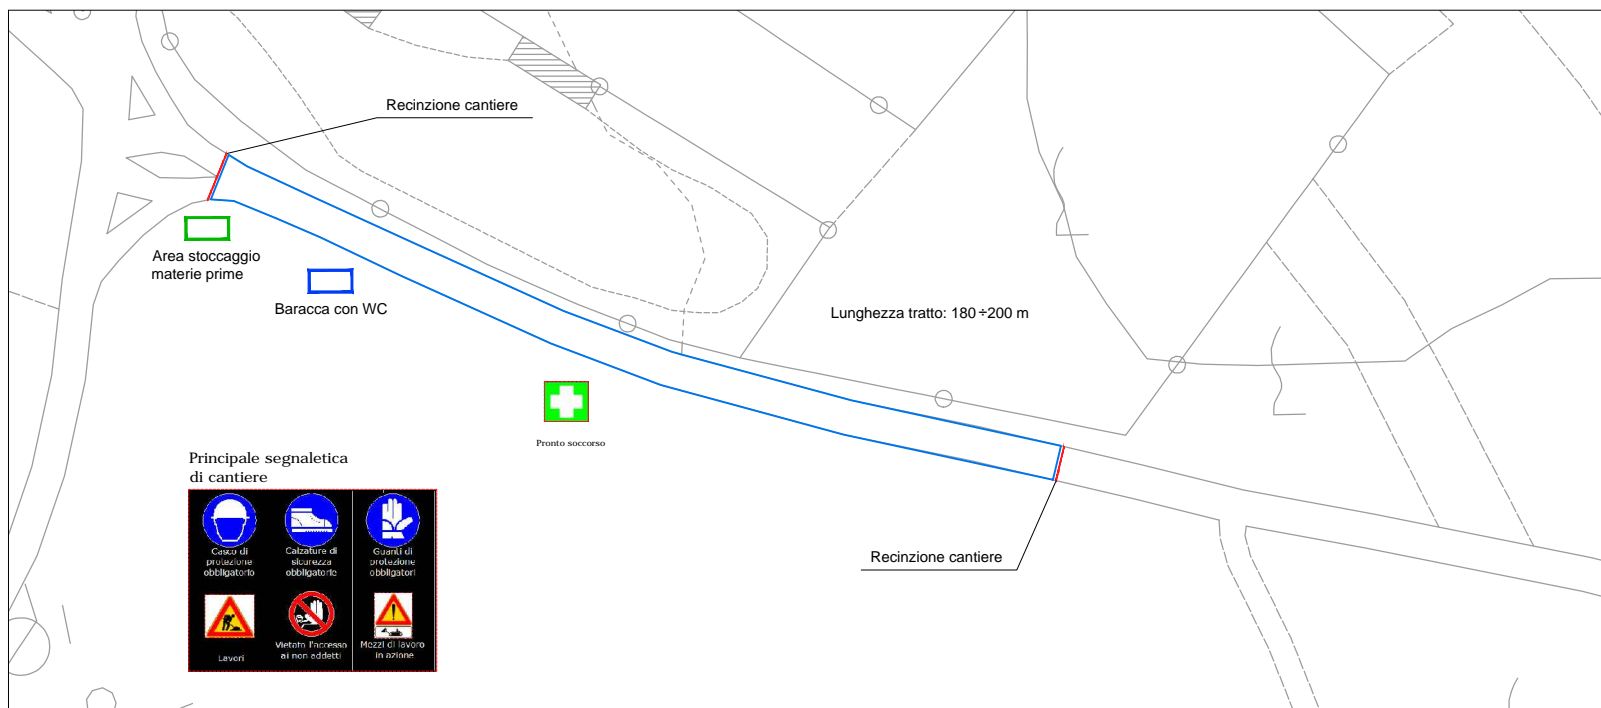 Recinzione cantiere
Area stoccaggio
materie prime
Baracca con WC
Lunghezza tratto: 180÷200 m
Pronto soccorso
Principale segnaletica
di cantiere
Casco di
protezione
obbligatorio
Calzature di
sicurezza
obbligatorie
Guanti di
protezione
obbligatori
Lavori
Vietato l'accesso
ai non addetti
Mezzi di lavoro
in azione
Recinzione cantiere